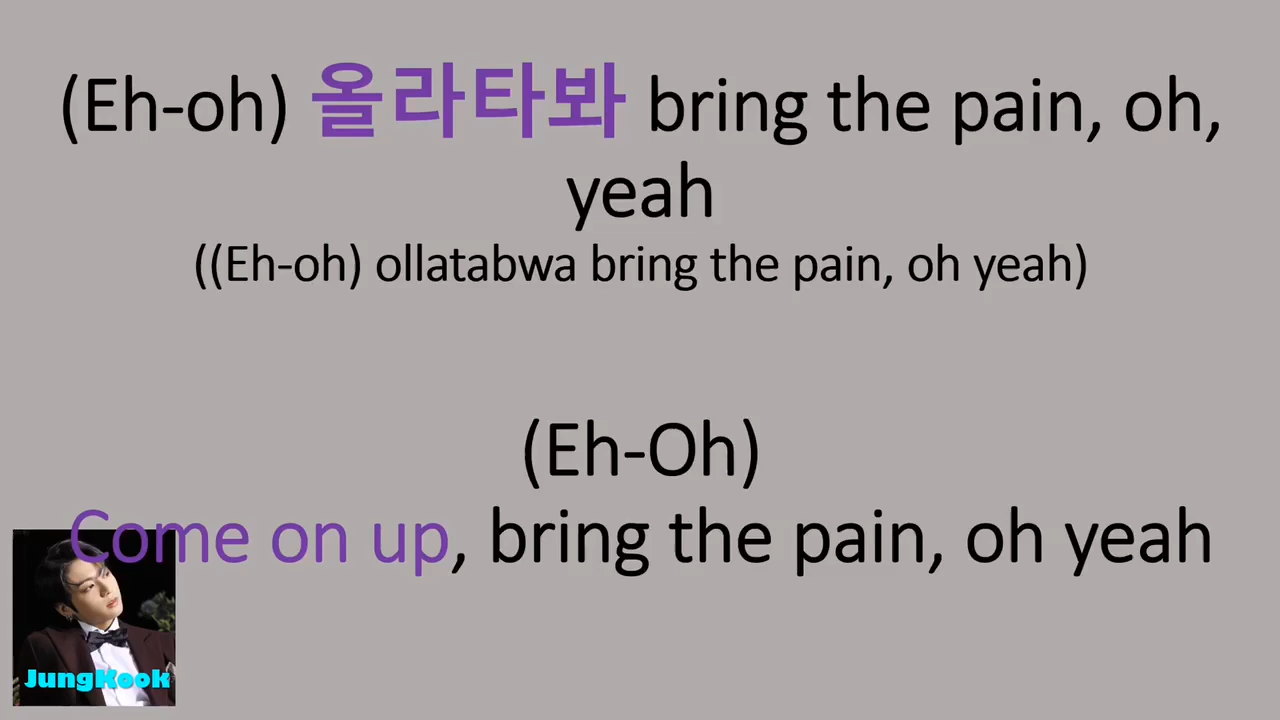 (Eh-oh) 올라타봐 bring the pain, oh,
yeah
((Eh-oh) ollatabwa bring the pain, oh yeah)
(Eh-Oh)
Come on up, bring the pain, oh yeah
JungKook